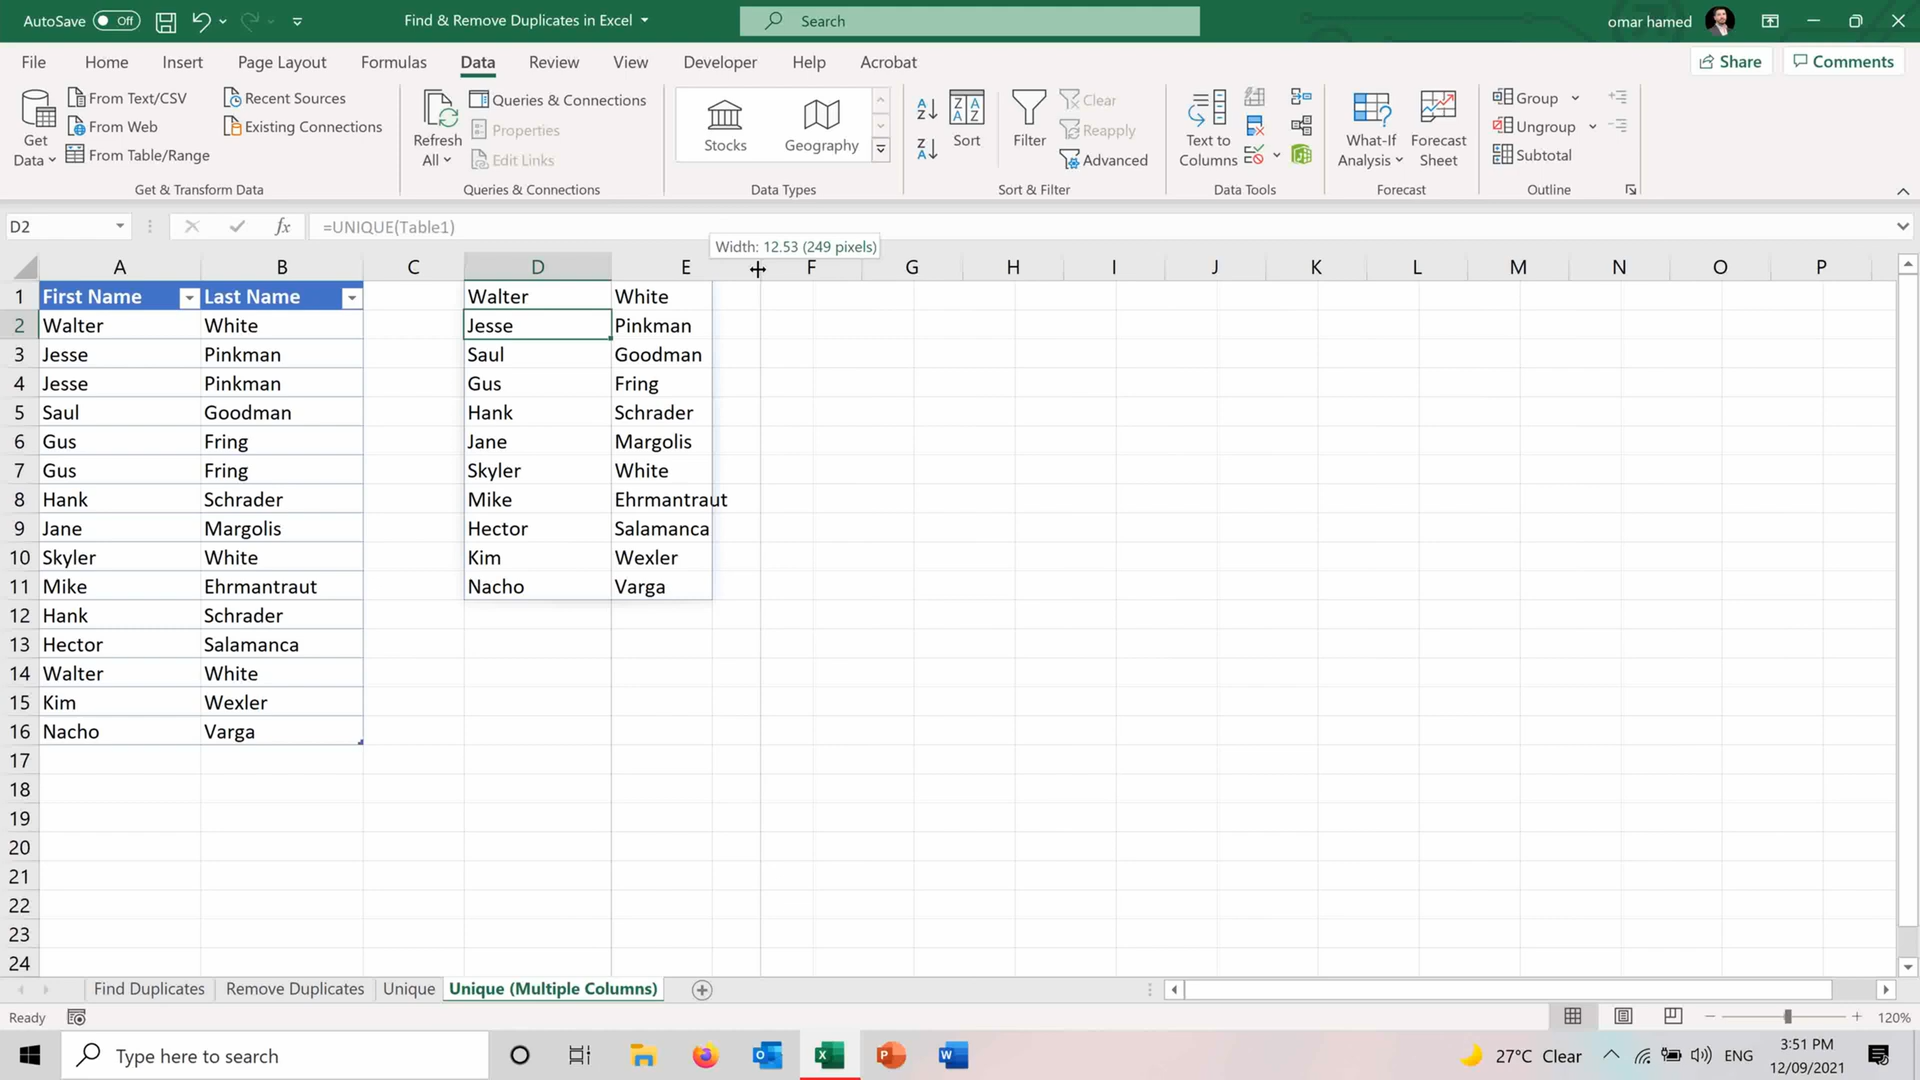 AutoSave Off Find & Remove Duplicates in Excel Search omar hamed
File Home Insert Page Layout Formulas Data Review View Developer Help Acrobat Share Comments
Get Data
From Text/CSV
From Web
From Table/Range
Recent Sources
Existing Connections
Get & Transform Data
Refresh All
Queries & Connections
Properties
Edit Links
Queries & Connections
Stocks Geography
Data Types
Sort
Filter
Clear
Reapply
Advanced
Sort & Filter
Text to Columns
Data Tools
What-If Analysis
Forecast Sheet
Forecast
Group
Ungroup
Subtotal
Outline
D2 fx =UNIQUE(Table1)
Width: 12.53 (249 pixels)
A B C D E F G H I J K L M N O P
1 First Name Last Name Walter White
2 Walter White Jesse Pinkman
3 Jesse Pinkman Saul Goodman
4 Jesse Pinkman Gus Fring
5 Saul Goodman Hank Schrader
6 Gus Fring Jane Margolis
7 Gus Fring Skyler White
8 Hank Schrader Mike Ehrmantraut
9 Jane Margolis Hector Salamanca
10 Skyler White Kim Wexler
11 Mike Ehrmantraut Nacho Varga
12 Hank Schrader
13 Hector Salamanca
14 Walter White
15 Kim Wexler
16 Nacho Varga
17
18
19
20
21
22
23
24
Find Duplicates Remove Duplicates Unique Unique (Multiple Columns)
Ready 120%
Type here to search 27°C Clear ENG 3:51 PM
12/09/2021